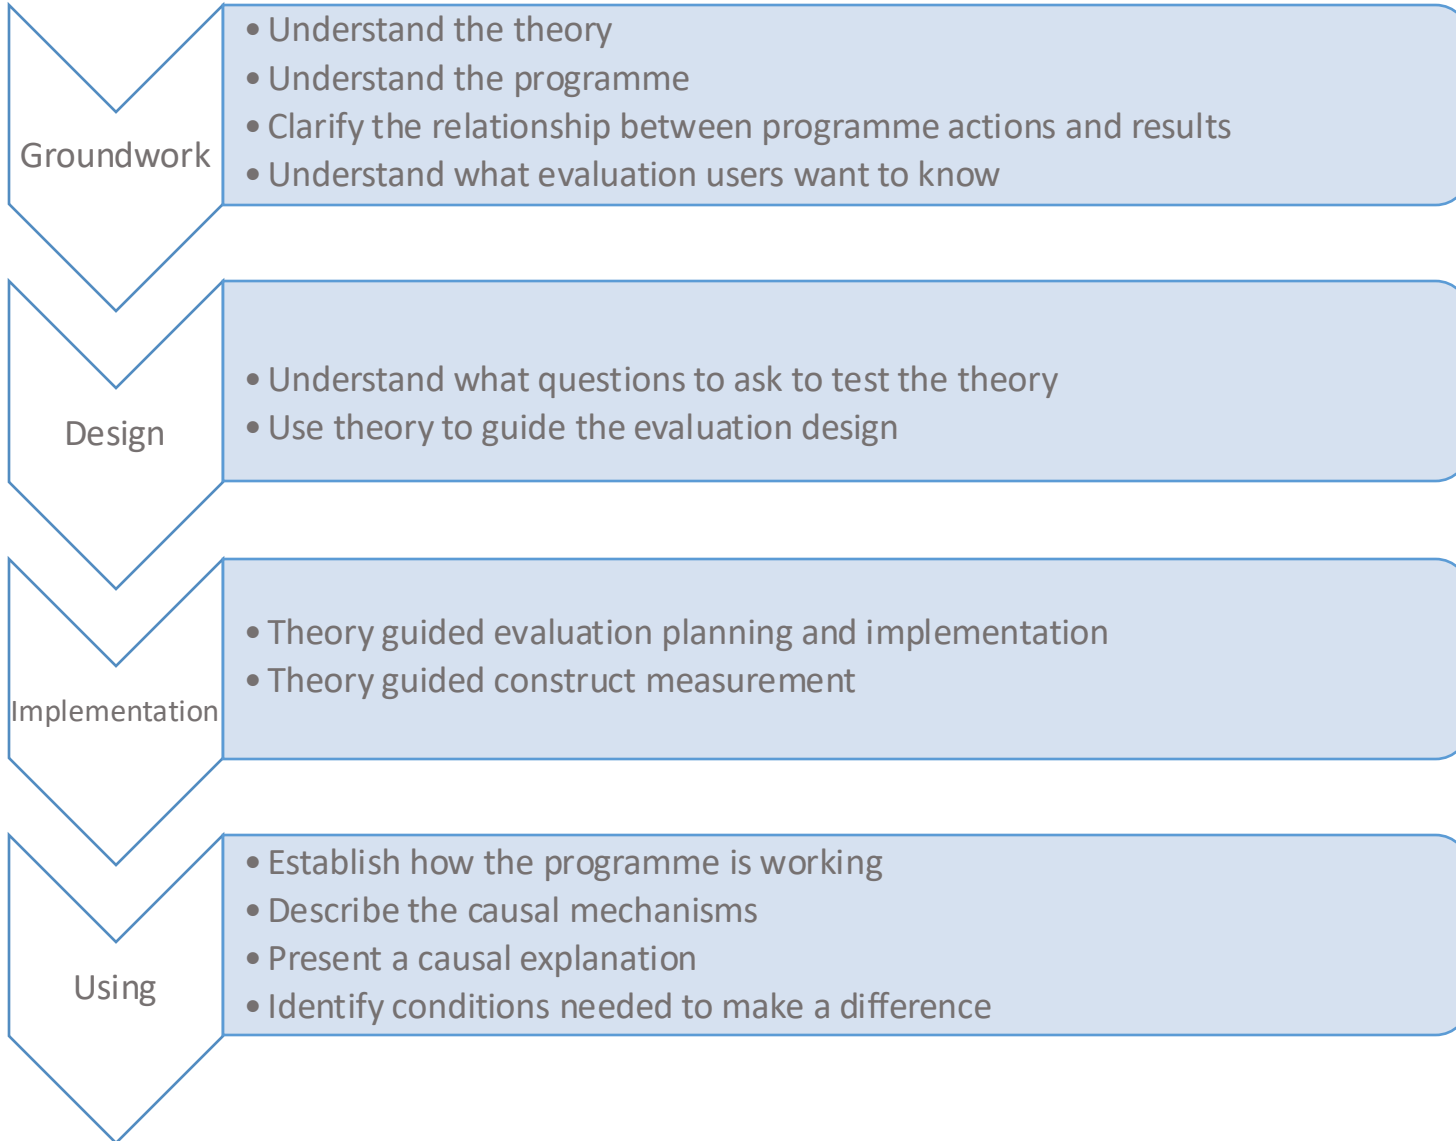 Groundwork
• Understand the theory
• Understand the programme
• Clarify the relationship between programme actions and results
• Understand what evaluation users want to know
Design
• Understand what questions to ask to test the theory
• Use theory to guide the evaluation design
Implementation
• Theory guided evaluation planning and implementation
• Theory guided construct measurement
Using
• Establish how the programme is working
• Describe the causal mechanisms
• Present a causal explanation
• Identify conditions needed to make a difference